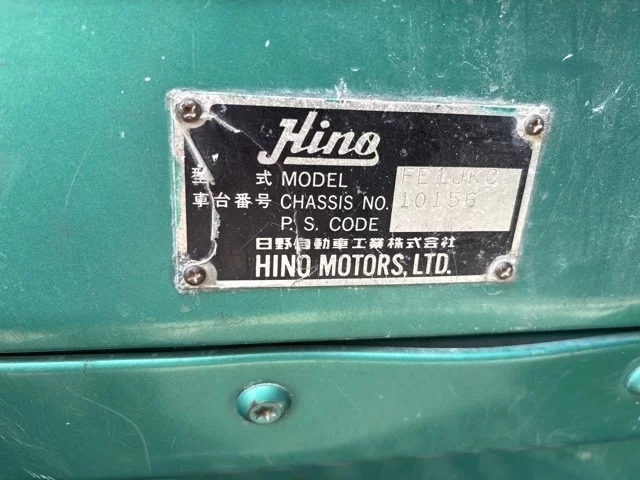 Hino
型式 MODEL FE1JKC
車台番号 CHASSIS NO. 10156
P. S. CODE
日野自動車工業株式会社
HINO MOTORS, LTD.